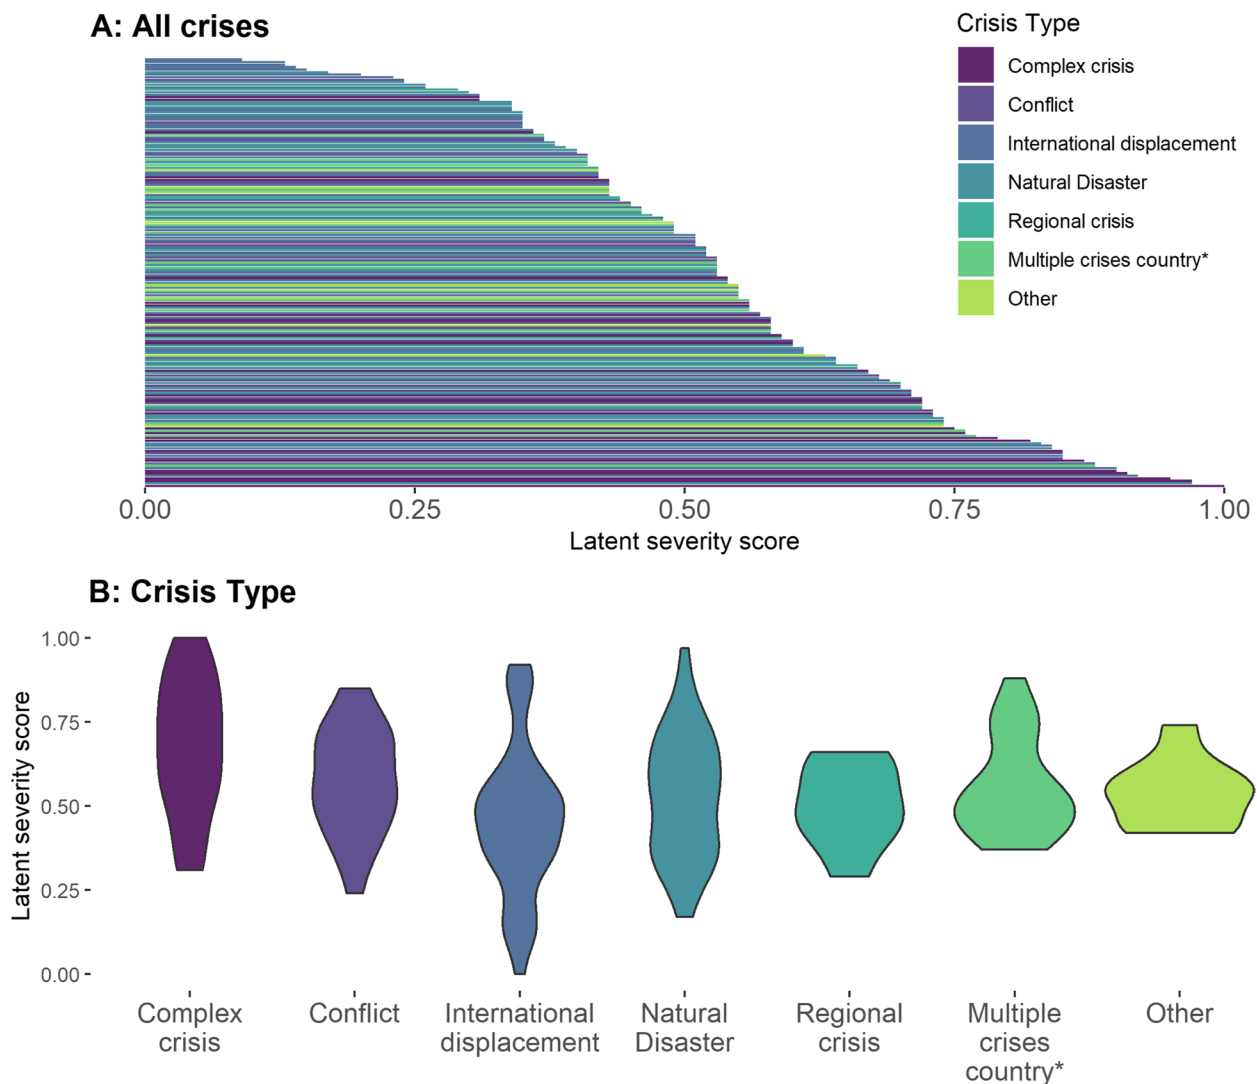 A: All crises
Crisis Type
Complex crisis
Conflict
International displacement
Natural Disaster
Regional crisis
Multiple crises country*
Other
0.00 0.25 0.50 0.75 1.00
Latent severity score
B: Crisis Type
1.00
0.75
0.50
0.25
0.00
Latent severity score
Complex
crisis
Conflict
International
displacement
Natural
Disaster
Regional
crisis
Multiple
crises
country*
Other